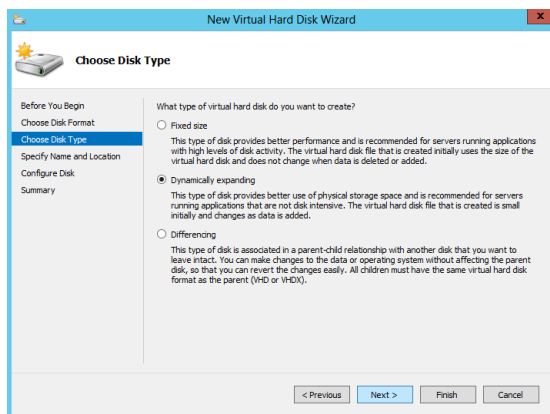 New Virtual Hard Disk Wizard
x
Choose Disk Type
Before You Begin
Choose Disk Format
Choose Disk Type
Specify Name and Location
Configure Disk
Summary
What type of virtual hard disk do you want to create?
Fixed size
This type of disk provides better performance and is recommended for servers running applications
with high levels of disk activity. The virtual hard disk file that is created initially uses the size of the
virtual hard disk and does not change when data is deleted or added.
Dynamically expanding
This type of disk provides better use of physical storage space and is recommended for servers
running applications that are not disk intensive. The virtual hard disk file that is created is small
initially and changes as data is added.
Differencing
This type of disk is associated in a parent-child relationship with another disk that you want to
leave intact. You can make changes to the data or operating system without affecting the parent
disk, so that you can revert the changes easily. All children must have the same virtual hard disk
format as the parent (VHD or VHDX).
< Previous
Next >
Finish
Cancel